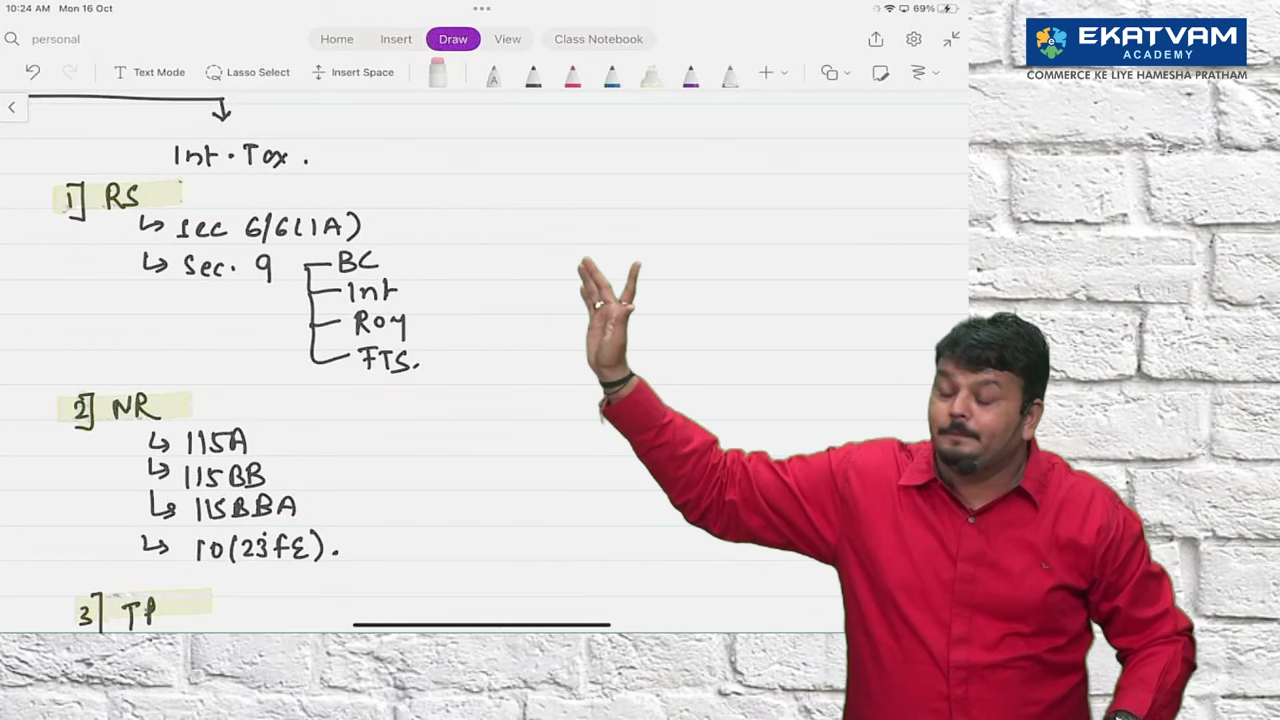 10:24 AM Mon 16 Oct
69%
personal
Insert
Draw
Class Notebook
Text Mode
Lasso Select
Insert Space
EKATVAM
ACADEMY
COMMERCE KE LIYE HAMESHA PRATHAM
Int. Tax.
1] RS
↳ Sec 6/6(1A)
↳ Sec. 9
BC
Int
Roy
FTS.
2] NR
↳ 115A
↳ 115BB
↳ 115BBA
↳ 10(23FE).
3] TP